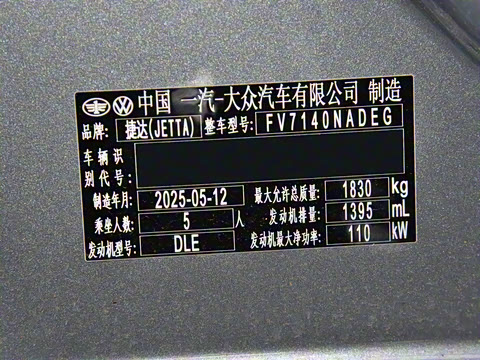 中国 一汽-大众汽车有限公司 制造
品牌: 捷达(JETTA) 整车型号: FV7140NADEG
车辆识
别代号:
制造年月: 2025-05-12 最大允许总质量: 1830 kg
乘坐人数: 5 人 发动机排量: 1395 mL
发动机型号: DLE 发动机最大净功率: 110 kW